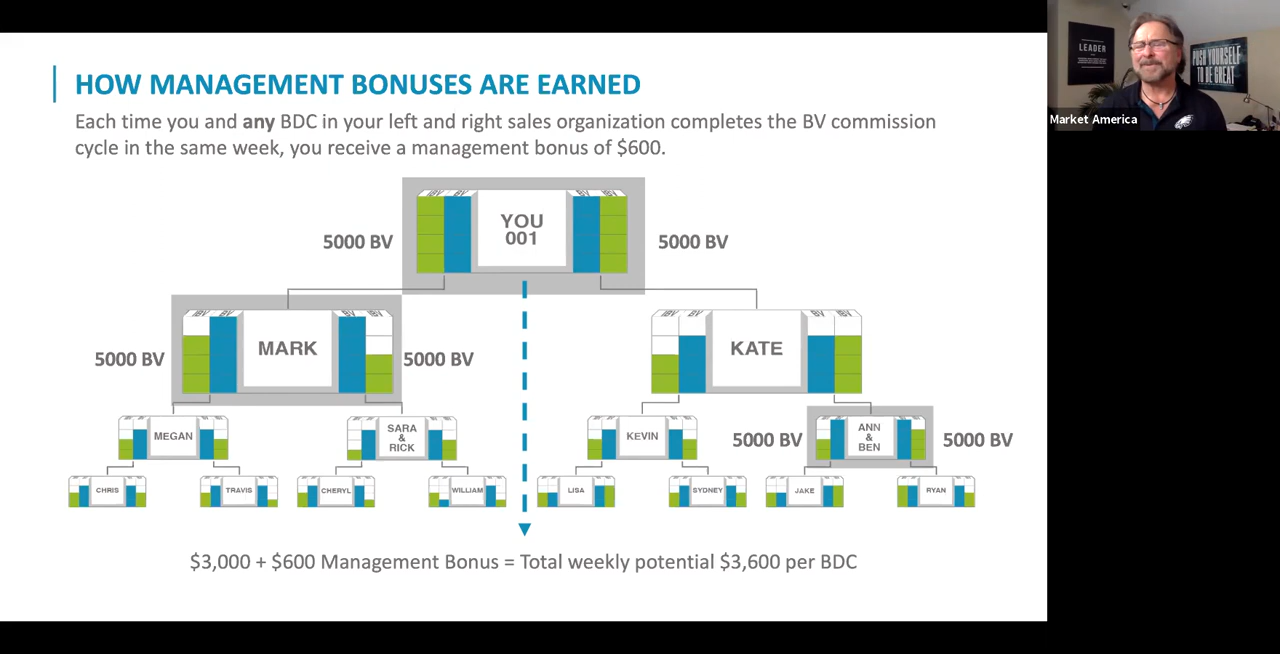 HOW MANAGEMENT BONUSES ARE EARNED
Each time you and any BDC in your left and right sales organization completes the BV commission
cycle in the same week, you receive a management bonus of $600.
YOU
001
5000 BV
5000 BV
MARK
5000 BV
5000 BV
KATE
MEGAN
SARA
&
RICK
KEVIN
5000 BV
ANN
&
BEN
5000 BV
CHRIS
TRAVIS
CHERYL
WILLIAM
LISA
SYDNEY
JAKE
RYAN
$3,000 + $600 Management Bonus = Total weekly potential $3,600 per BDC
LEADER
PUSH YOURSELF
TO BE GREAT
Market America